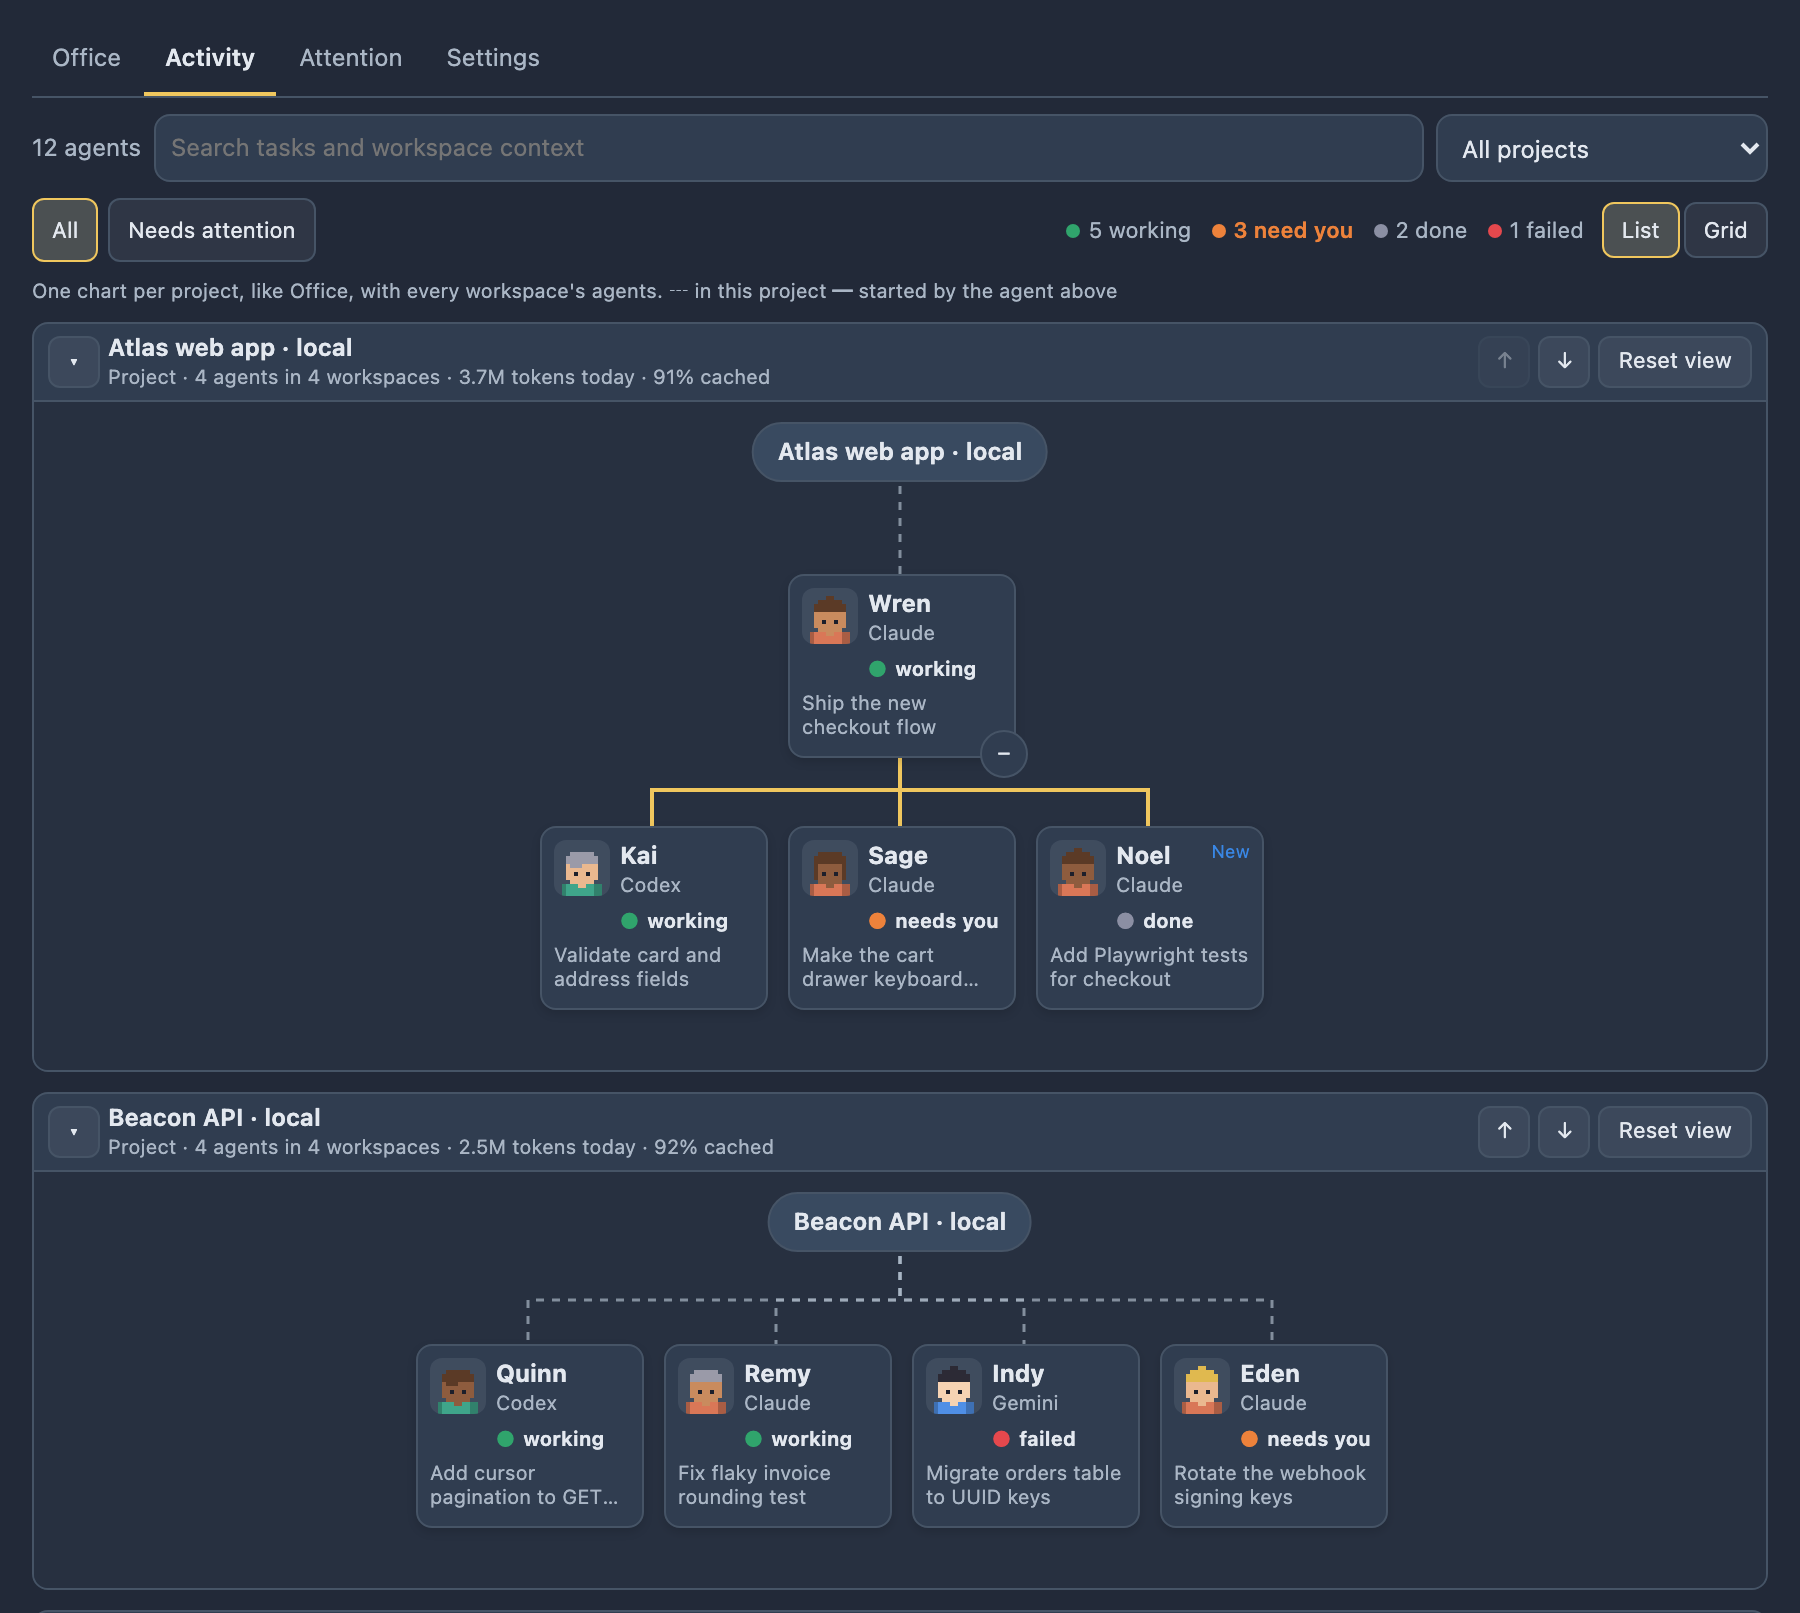 Office Activity Attention Settings
12 agents Search tasks and workspace context All projects
All Needs attention 5 working 3 need you 2 done 1 failed List Grid
One chart per project, like Office, with every workspace's agents. --- in this project — started by the agent above
Atlas web app · local
Project · 4 agents in 4 workspaces · 3.7M tokens today · 91% cached
↑ ↓ Reset view
Atlas web app · local
Wren
Claude
working
Ship the new
checkout flow
−
Kai
Codex
working
Validate card and
address fields
Sage
Claude
needs you
Make the cart
drawer keyboard...
Noel New
Claude
done
Add Playwright tests
for checkout
Beacon API · local
Project · 4 agents in 4 workspaces · 2.5M tokens today · 92% cached
↑ ↓ Reset view
Beacon API · local
Quinn
Codex
working
Add cursor
pagination to GET...
Remy
Claude
working
Fix flaky invoice
rounding test
Indy
Gemini
failed
Migrate orders table
to UUID keys
Eden
Claude
needs you
Rotate the webhook
signing keys